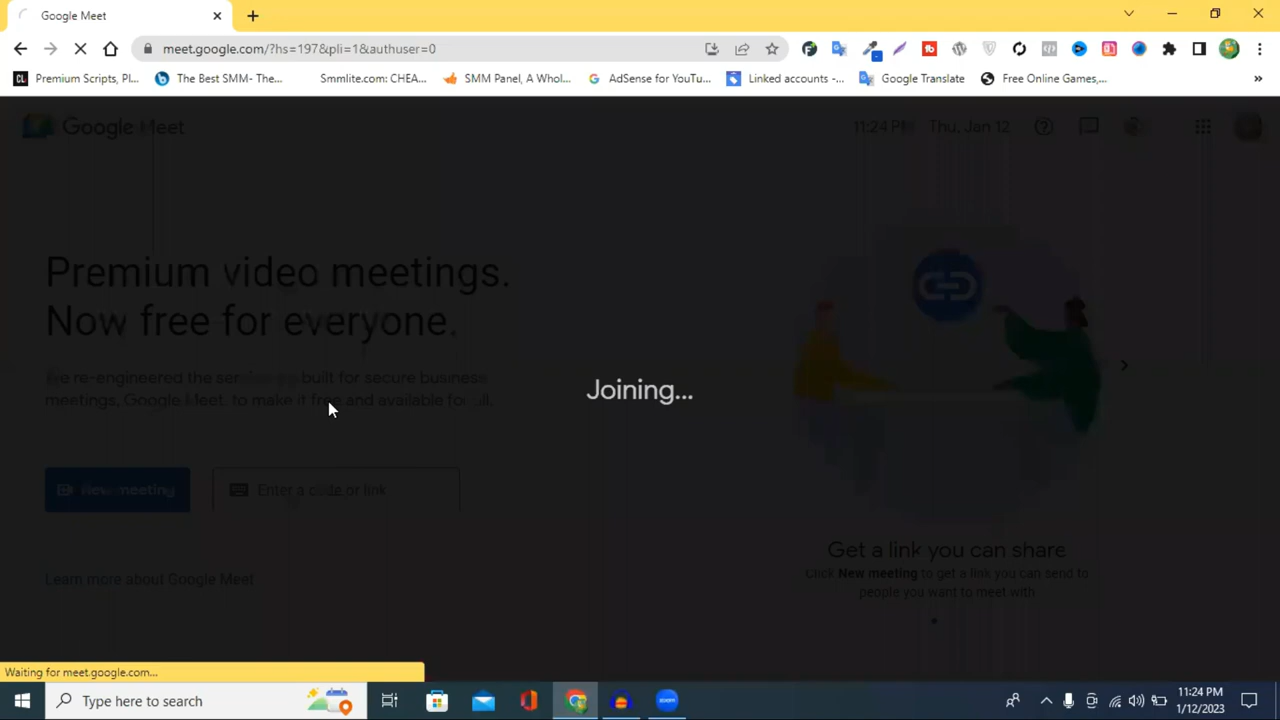 Google Meet
meet.google.com/?hs=197&pli=1&authuser=0
Premium Scripts, Pl... The Best SMM- The... Smmlite.com: CHEA... SMM Panel, A Whol... AdSense for YouTu... Linked accounts -... Google Translate Free Online Games,...
Google Meet 11:24 PM Thu, Jan 12
Premium video meetings.
Now free for everyone.
We re-engineered the service we built for secure business
meetings, Google Meet, to make it free and available for all.
Joining...
New meeting Enter a code or link
Learn more about Google Meet
Get a link you can share
Click New meeting to get a link you can send to
people you want to meet with
Waiting for meet.google.com...
Type here to search
zoom
11:24 PM
1/12/2023